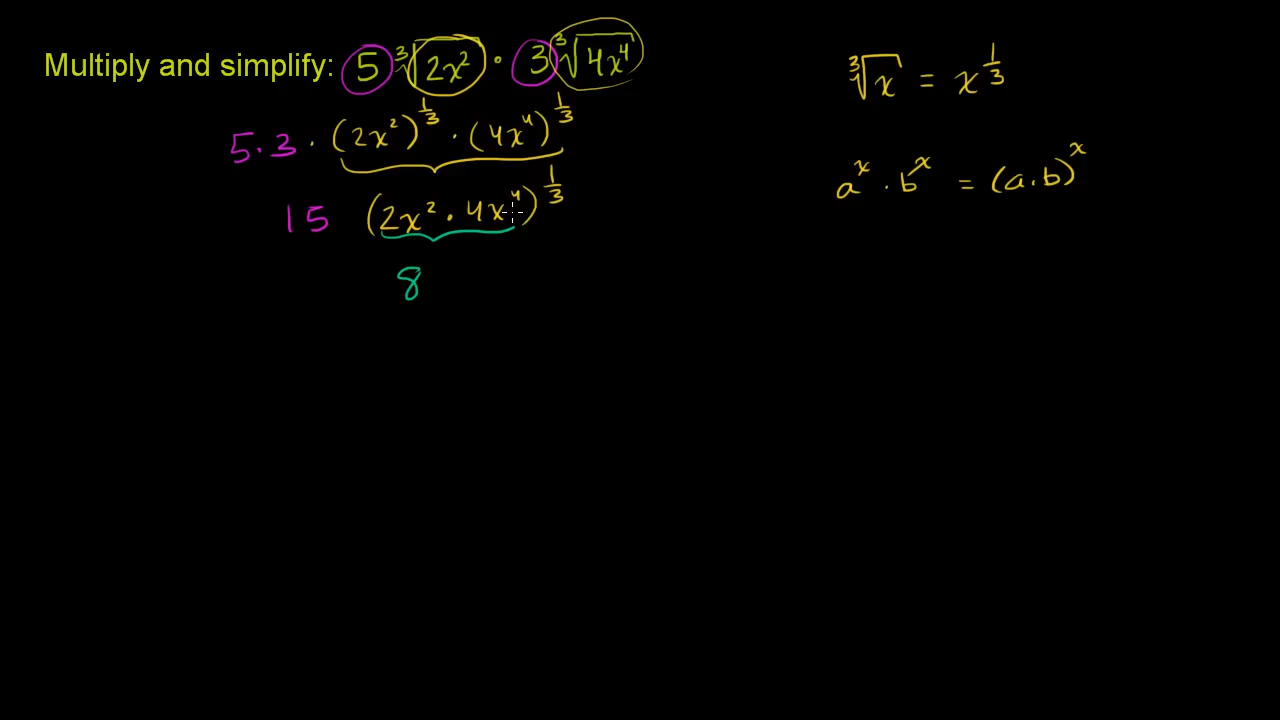 Multiply and simplify: 5 ∛(2x²) · 3 ∛(4x⁴)
∛x = x^(1/3)
5 · 3 · (2x²)^(1/3) · (4x⁴)^(1/3)
a^x · b^x = (a · b)^x
15 (2x² · 4x⁴)^(1/3)
8